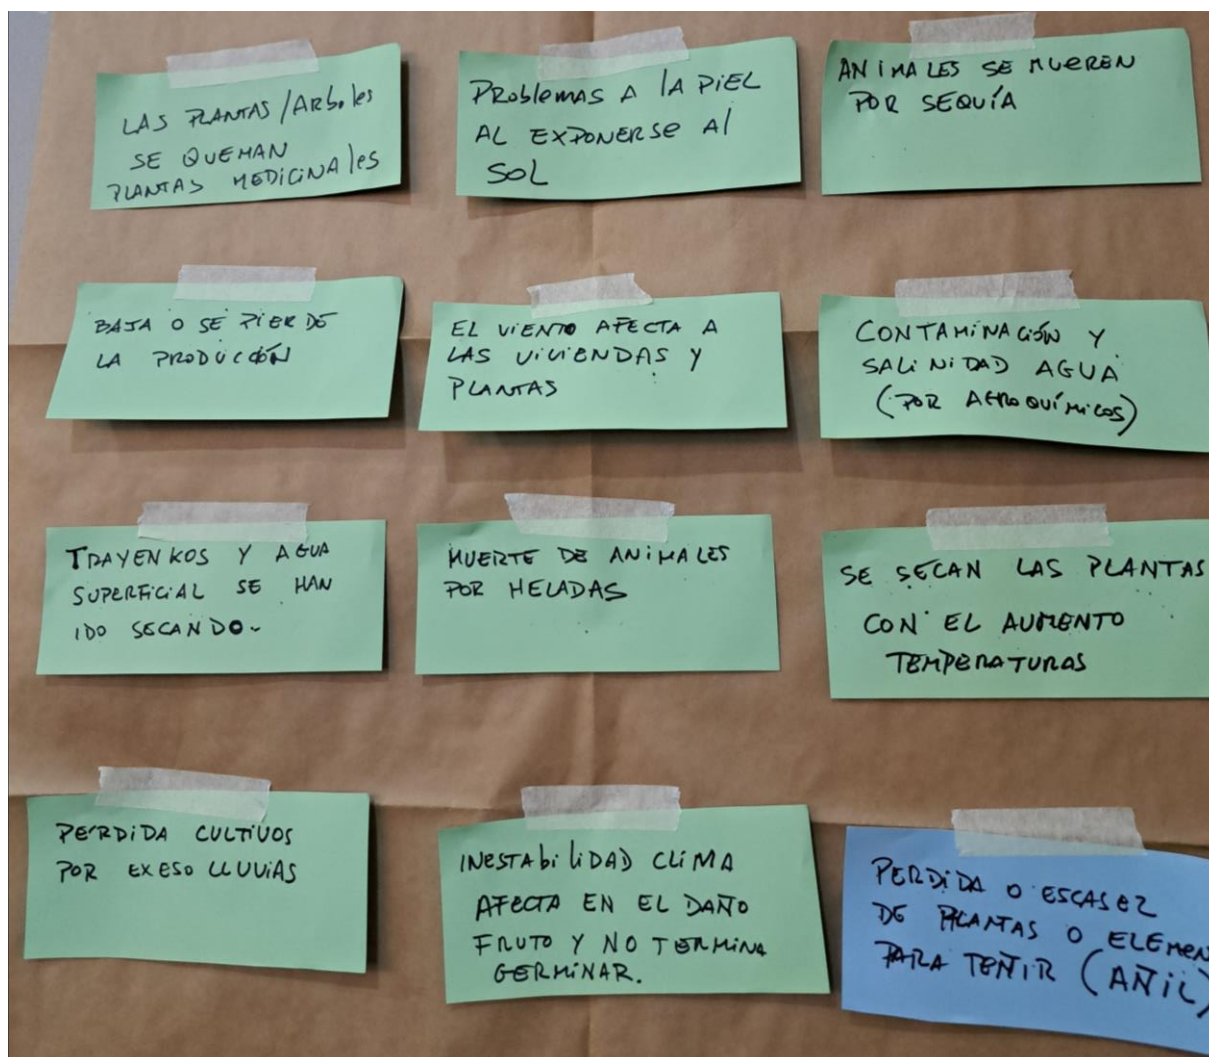 LAS PLANTAS/ARboles
SE QUEMAN
PLANTAS MEDICINAles
PRoblemas A lA PiEL
AL EXPONERSE Al
SOL
ANiMALES SE MUEREN
POR SEQUÍA
BAJA O SE PIERDE
LA PRODUCCIÓN
EL VIENTO AFECTA A
LAS VIVIENDAS Y
PLANTAS
CONTAMINACIÓN Y
SALiNiDAD AGUA
(POR AGROQUÍMICOS)
TRAYENKOS Y AGUA
SUPERFICIAL SE HAN
IDO SECANDO.
MUERTE DE ANiMALES
POR HELADAS
SE SECAN LAS PLANTAS
CON EL AUMENTO
TEMPERATURAS
PÉRDiDA CULTIVOS
POR EXESO LLUVIAS
INESTAbiliDAD CLiMA
AFECTA EN EL DAÑO
FRUTO Y NO TERMiNA
GERMiNAR.
PERDiDA O ESCASEZ
DE PLANTAS O ELEMEN
PARA TEÑIR (AÑIL)